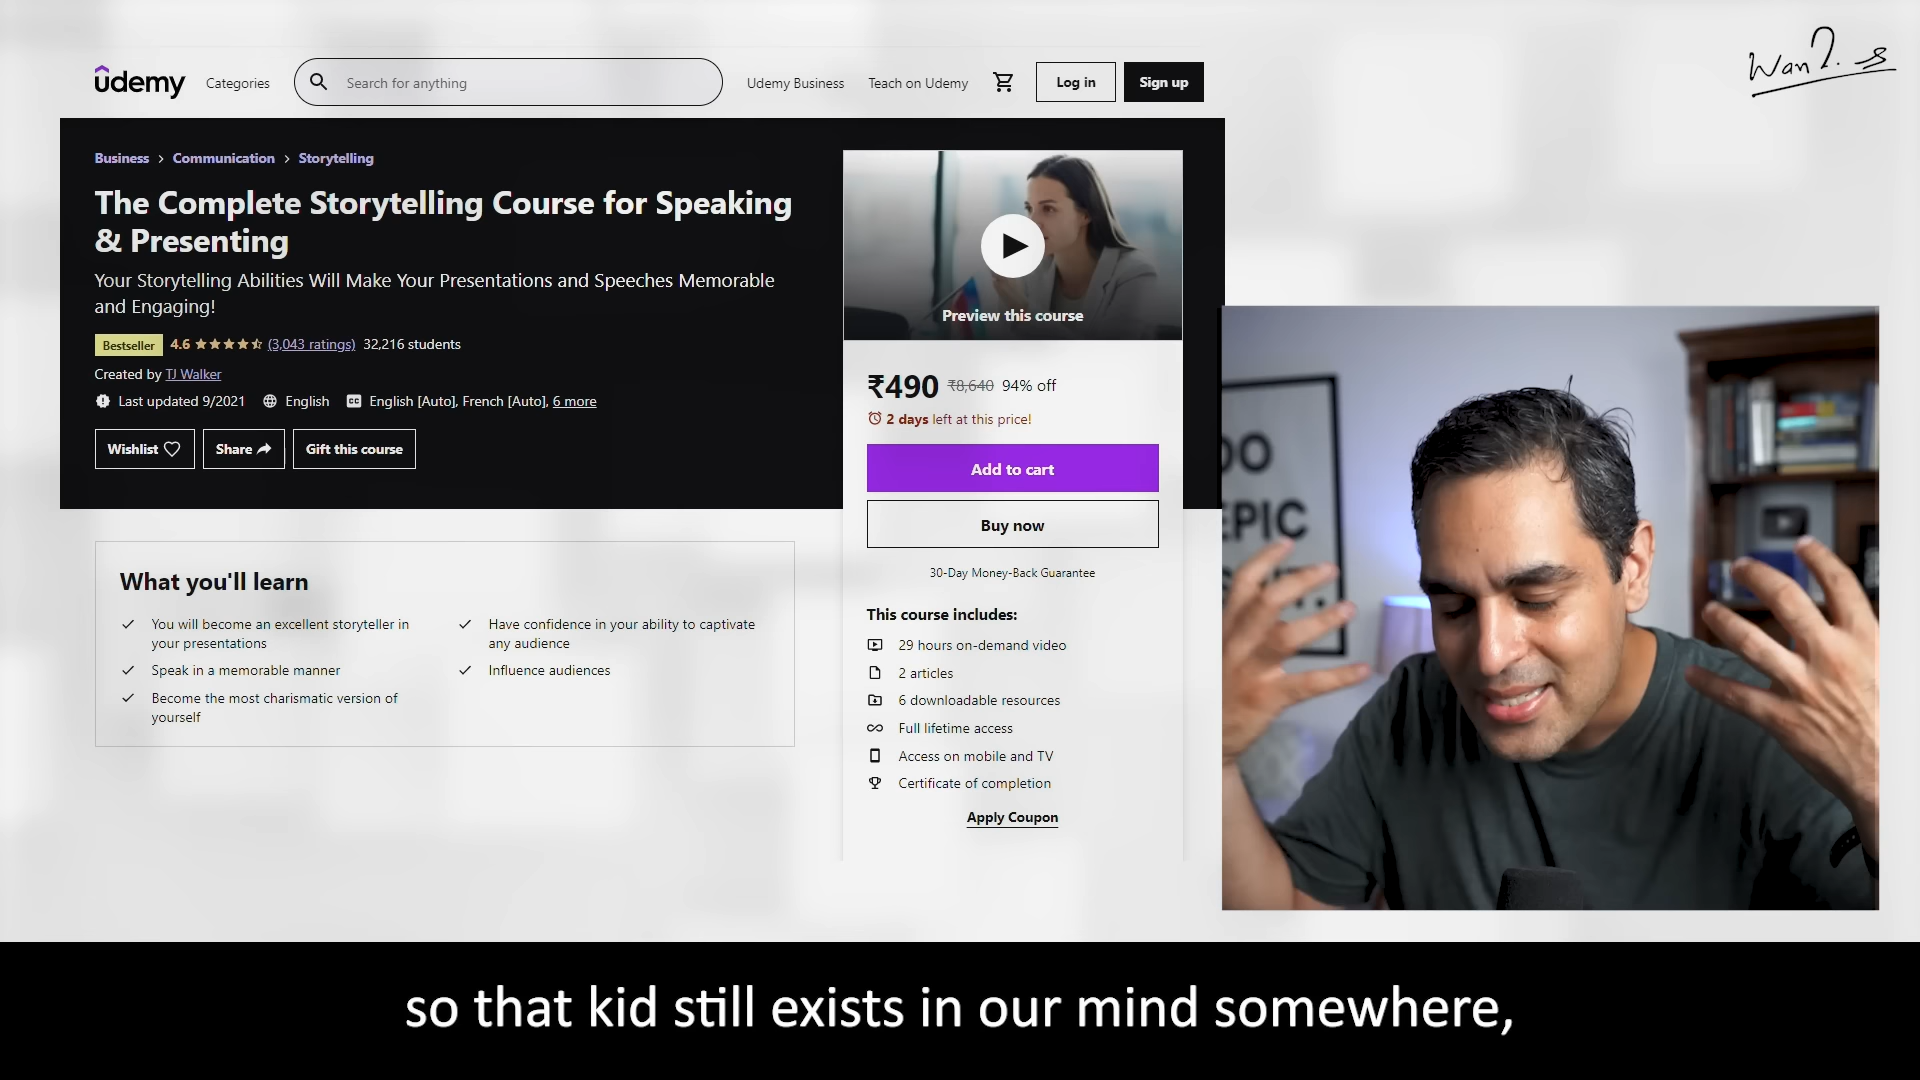 udemy
Categories
Search for anything
Udemy Business
Teach on Udemy
Log in
Sign up
Business > Communication > Storytelling
The Complete Storytelling Course for Speaking
& Presenting
Your Storytelling Abilities Will Make Your Presentations and Speeches Memorable
and Engaging!
Bestseller 4.6 (3,043 ratings) 32,216 students
Created by TJ Walker
Last updated 9/2021 English English [Auto], French [Auto], 6 more
Wishlist
Share
Gift this course
What you'll learn
You will become an excellent storyteller in
your presentations
Speak in a memorable manner
Become the most charismatic version of
yourself
Have confidence in your ability to captivate
any audience
Influence audiences
Preview this course
₹490 ₹8,640 94% off
2 days left at this price!
Add to cart
Buy now
30-Day Money-Back Guarantee
This course includes:
29 hours on-demand video
2 articles
6 downloadable resources
Full lifetime access
Access on mobile and TV
Certificate of completion
Apply Coupon
DO
EPIC
so that kid still exists in our mind somewhere,